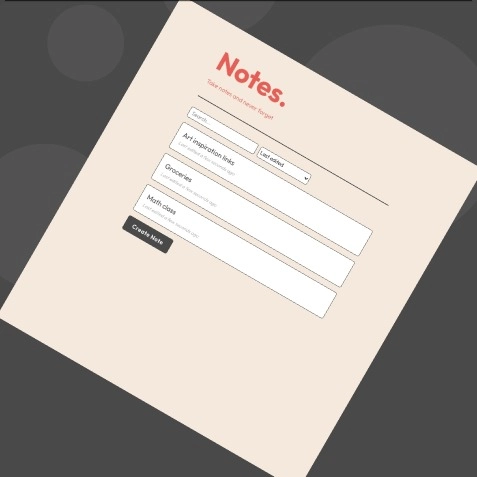 Notes.
Take notes and never forget
Search
Last edited
Art inspiration links
Last edited a few seconds ago
Groceries
Last edited a few seconds ago
Math class
Last edited a few seconds ago
Create Note